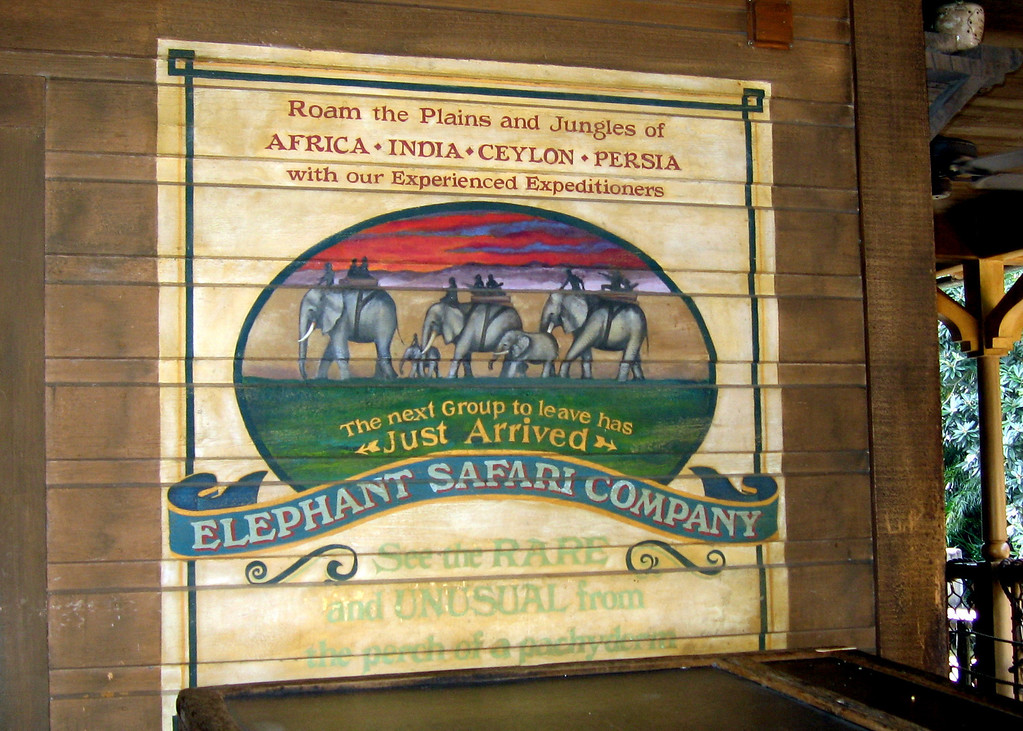 Roam the Plains and Jungles of
AFRICA • INDIA • CEYLON • PERSIA
with our Experienced Expeditioners
The next Group to leave has
Just Arrived
ELEPHANT SAFARI COMPANY
See the RARE
and UNUSUAL from
the perch of a pachyderm